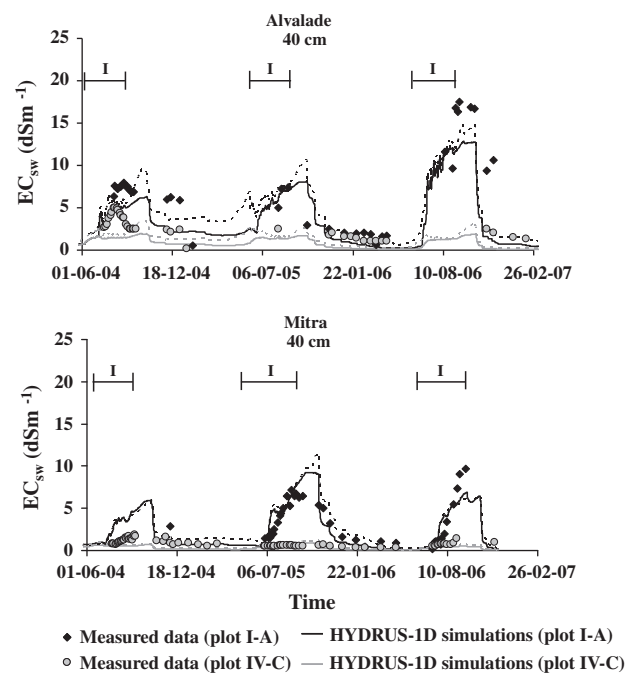 Alvalade
40 cm
25
20
15
10
5
0
ECsw (dSm -1)
I I I
01-06-04 18-12-04 06-07-05 22-01-06 10-08-06 26-02-07
Mitra
40 cm
25
20
15
10
5
0
ECsw (dSm -1)
I I I
01-06-04 18-12-04 06-07-05 22-01-06 10-08-06 26-02-07
Time
Measured data (plot I-A) HYDRUS-1D simulations (plot I-A)
Measured data (plot IV-C) HYDRUS-1D simulations (plot IV-C)